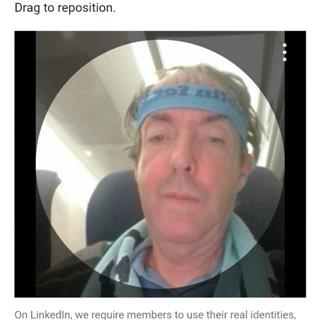 Drag to reposition.
On LinkedIn, we require members to use their real identities,